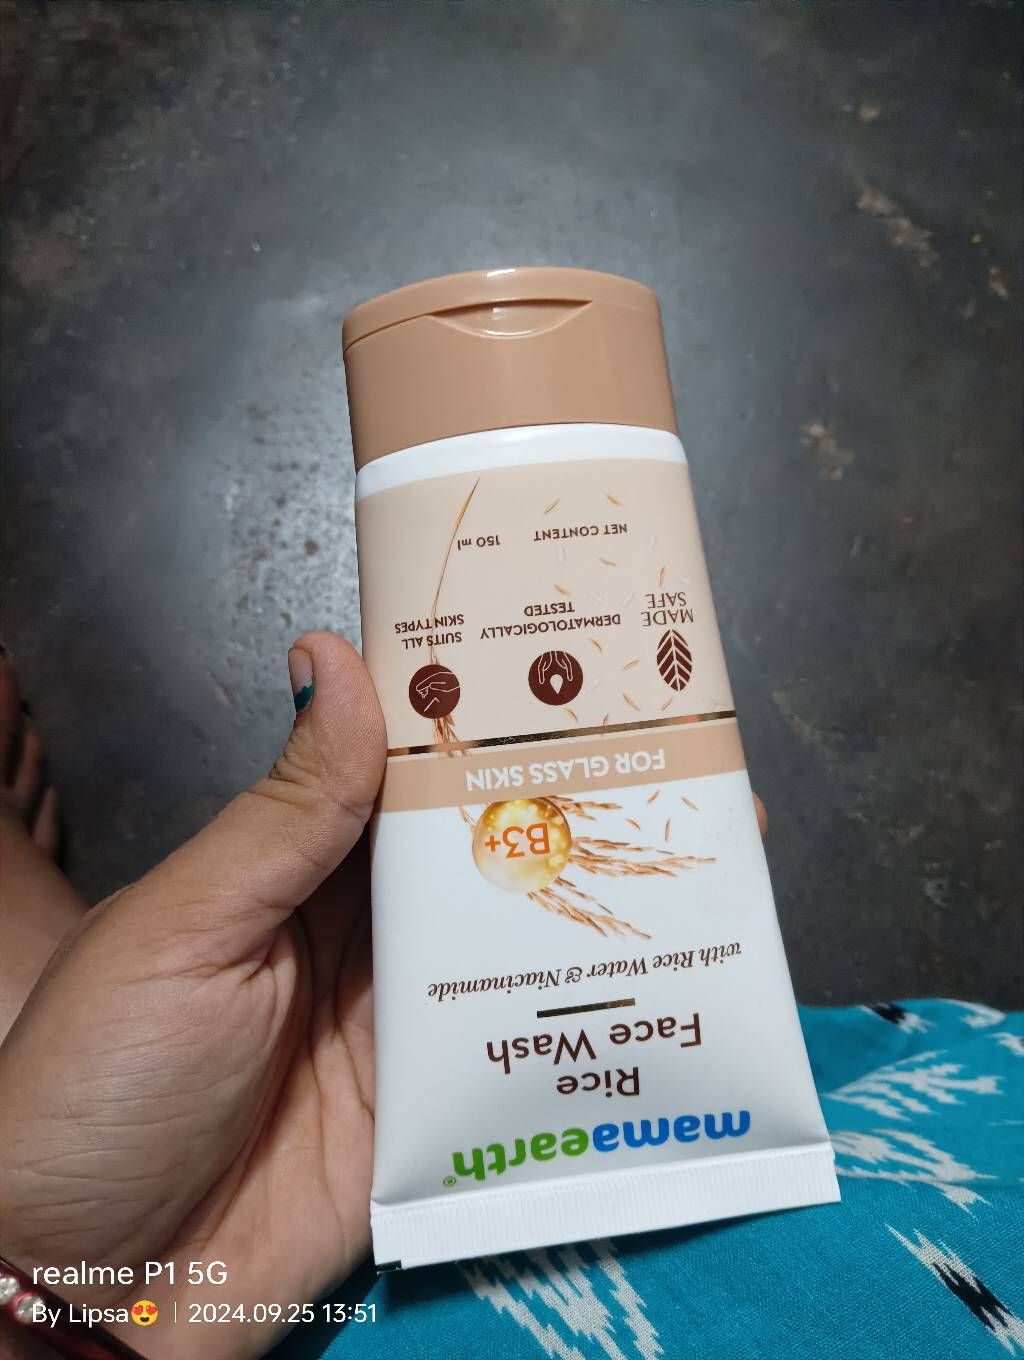 mamaearth®
Rice
Face Wash
with Rice Water & Niacinamide
B3+
FOR GLASS SKIN
MADE
SAFE
DERMATOLOGICALLY
TESTED
SUITS ALL
SKIN TYPES
NET CONTENT 150 ml
realme P1 5G
By Lipsa😍 | 2024.09.25 13:51